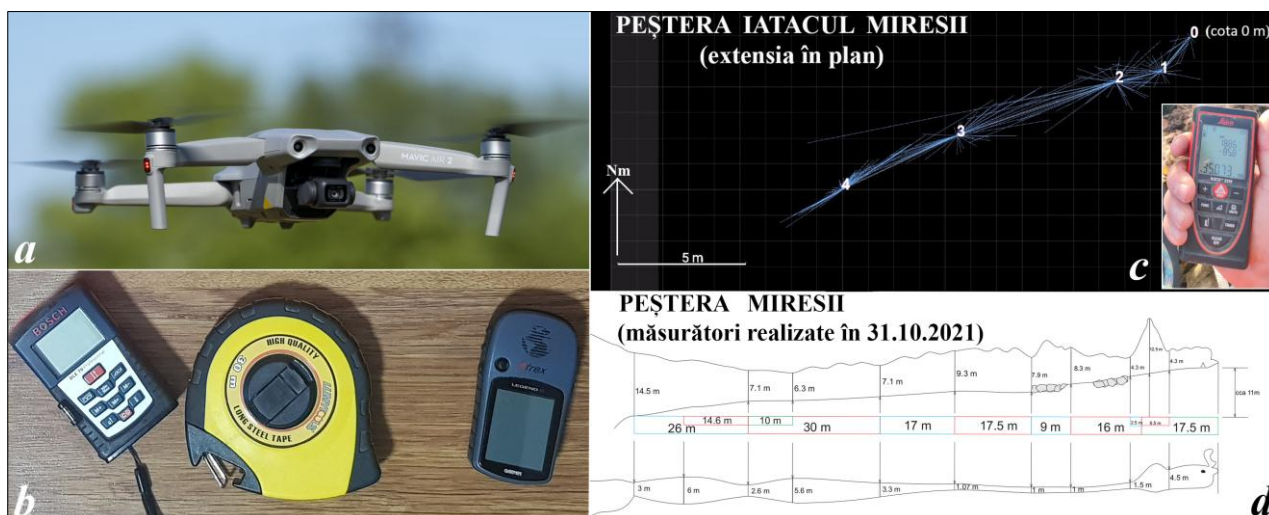 MAVIC AIR 2
a
BOSCH
HIGH QUALITY
LONG STEEL TAPE
LEGEND
GARMIN
b
PEȘTERA IATACUL MIRESII
(extensia în plan)
0 (cota 0 m)
1
2
3
4
Nm
5 m
Leica
c
PEȘTERA MIRESII
(măsurători realizate în 31.10.2021)
14.5 m
7.1 m
6.3 m
7.1 m
9.3 m
7.9 m
8.3 m
4.3 m
4.3 m
cca 11m
14.6 m
10 m
26 m
30 m
17 m
17.5 m
9 m
16 m
17.5 m
3 m
6 m
2.6 m
5.6 m
3.3 m
1.07 m
1 m
1 m
1.5 m
4.5 m
d